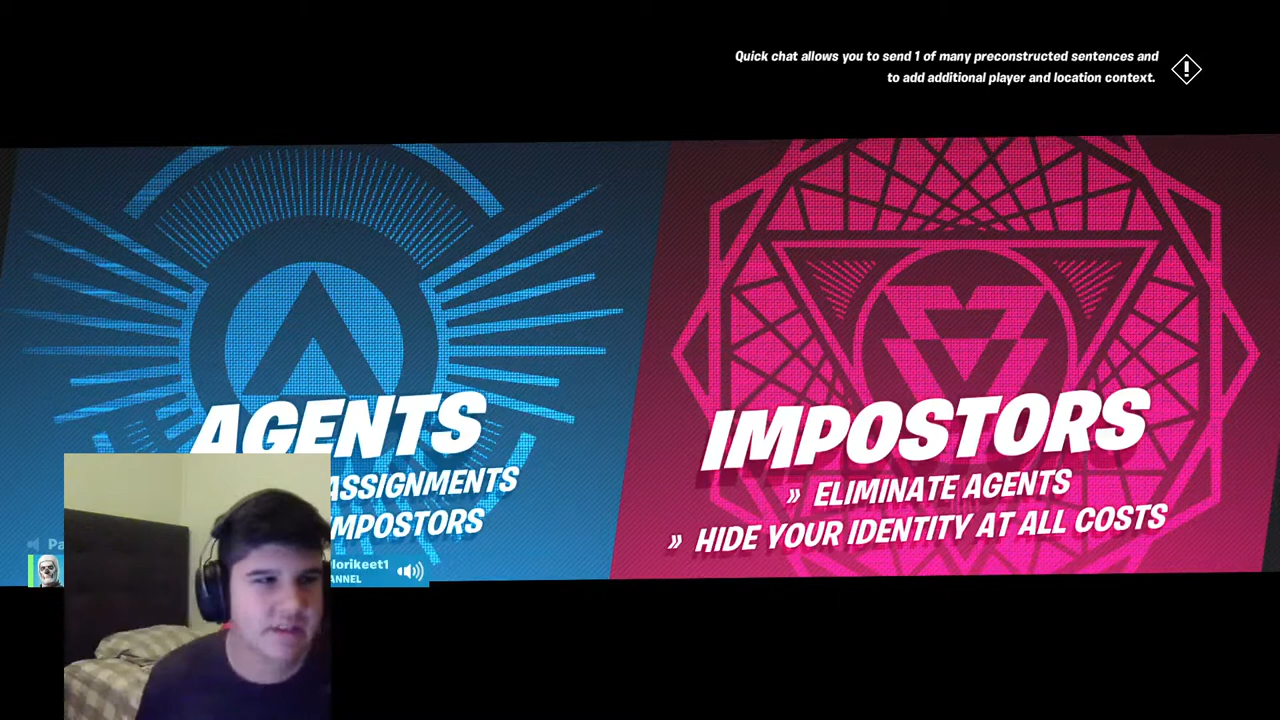 Quick chat allows you to send 1 of many preconstructed sentences and
to add additional player and location context.
AGENTS
ASSIGNMENTS
IMPOSTORS
IMPOSTORS
» ELIMINATE AGENTS
» HIDE YOUR IDENTITY AT ALL COSTS
lorikeet1